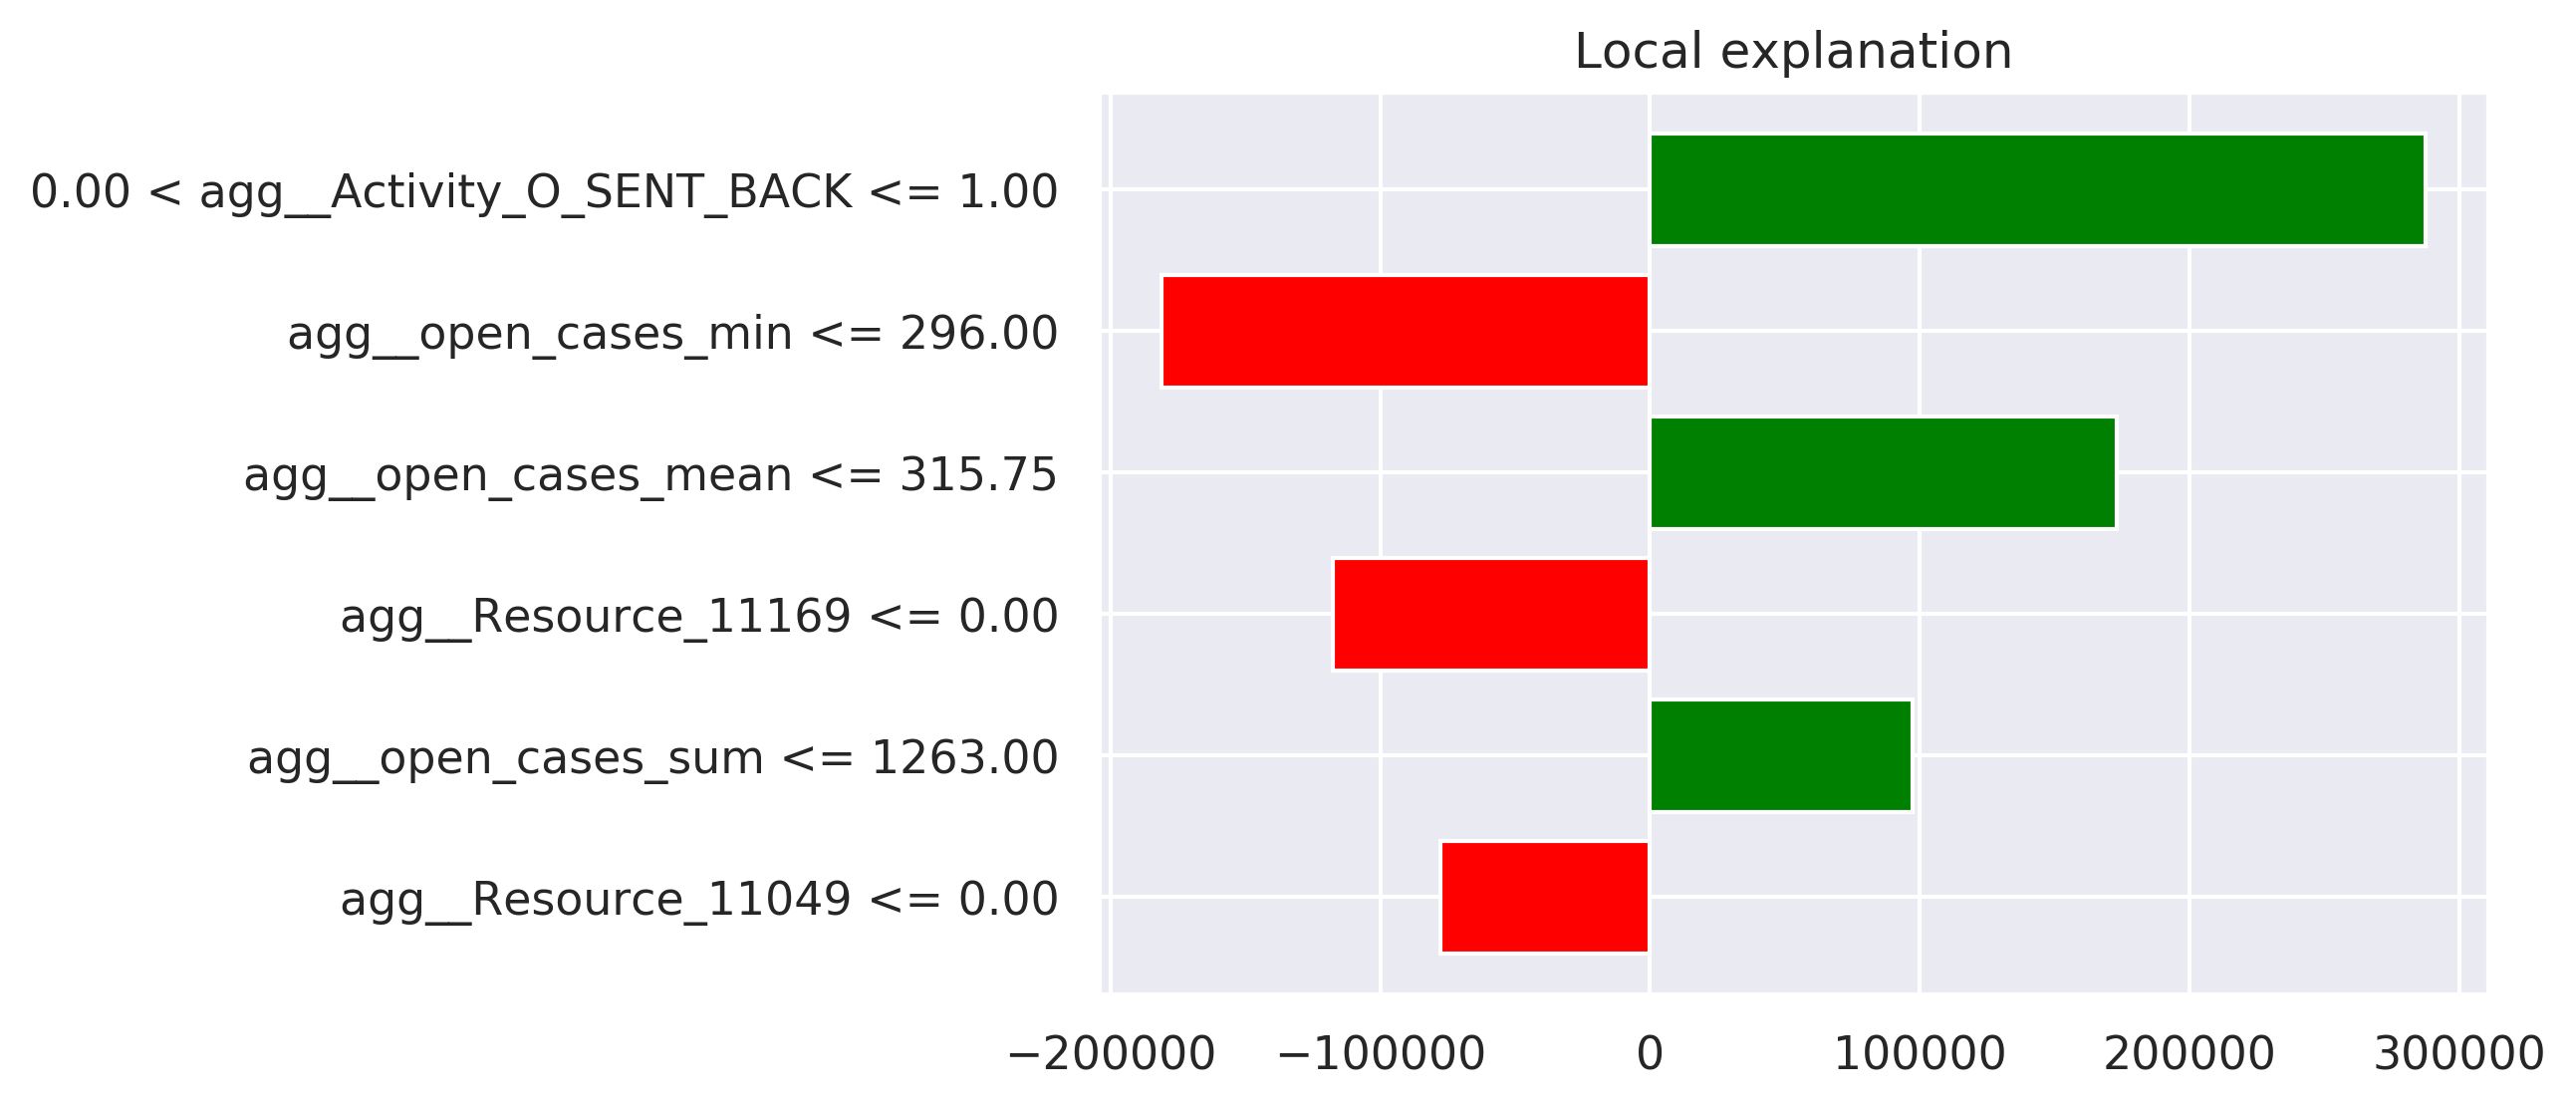 Local explanation
0.00 < agg__Activity_O_SENT_BACK <= 1.00
agg__open_cases_min <= 296.00
agg__open_cases_mean <= 315.75
agg__Resource_11169 <= 0.00
agg__open_cases_sum <= 1263.00
agg__Resource_11049 <= 0.00
−200000 −100000 0 100000 200000 300000